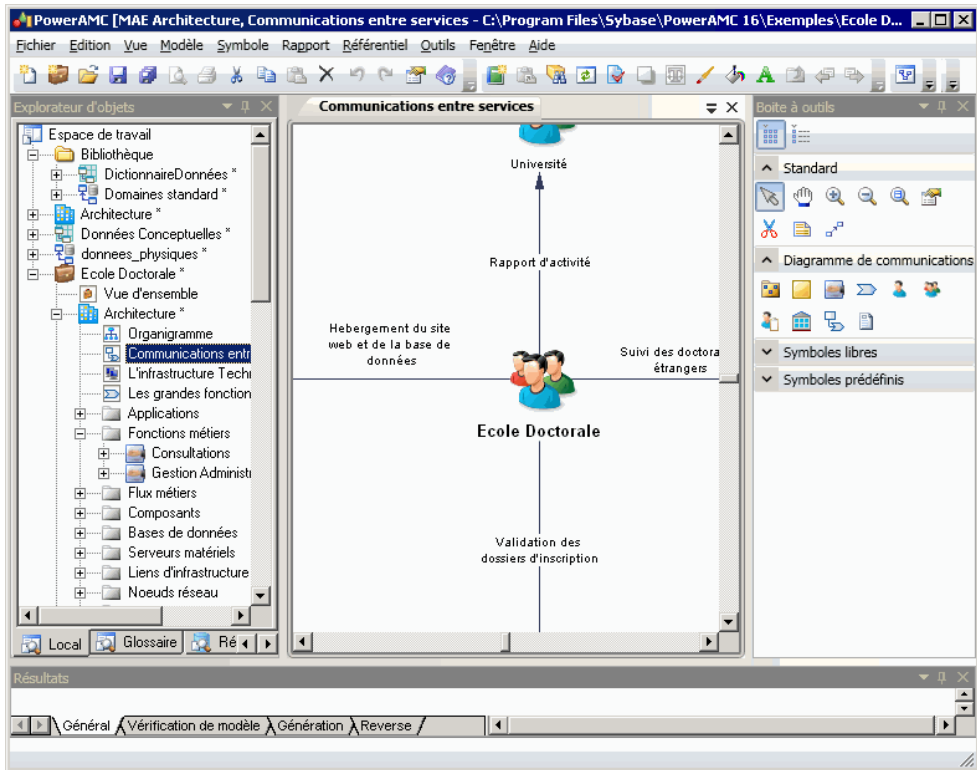 PowerAMC [MAE Architecture, Communications entre services - C:\Program Files\Sybase\PowerAMC 16\Exemples\Ecole D...
Fichier Edition Vue Modèle Symbole Rapport Référentiel Outils Fenêtre Aide
Explorateur d'objets
Espace de travail
Bibliothèque
DictionnaireDonnées *
Domaines standard *
Architecture *
Données Conceptuelles *
donnees_physiques *
Ecole Doctorale *
Vue d'ensemble
Architecture *
Organigramme
Communications entr
L'infrastructure Techi
Les grandes fonction
Applications
Fonctions métiers
Consultations
Gestion Administr
Flux métiers
Composants
Bases de données
Serveurs matériels
Liens d'infrastructure
Noeuds réseau
Local Glossaire Ré
Communications entre services
Université
Rapport d'activité
Hebergement du site
web et de la base de
données
Suivi des doctora
étrangers
Ecole Doctorale
Validation des
dossiers d'inscription
Boîte à outils
Standard
Diagramme de communications
Symboles libres
Symboles prédéfinis
Résultats
Général Vérification de modèle Génération Reverse